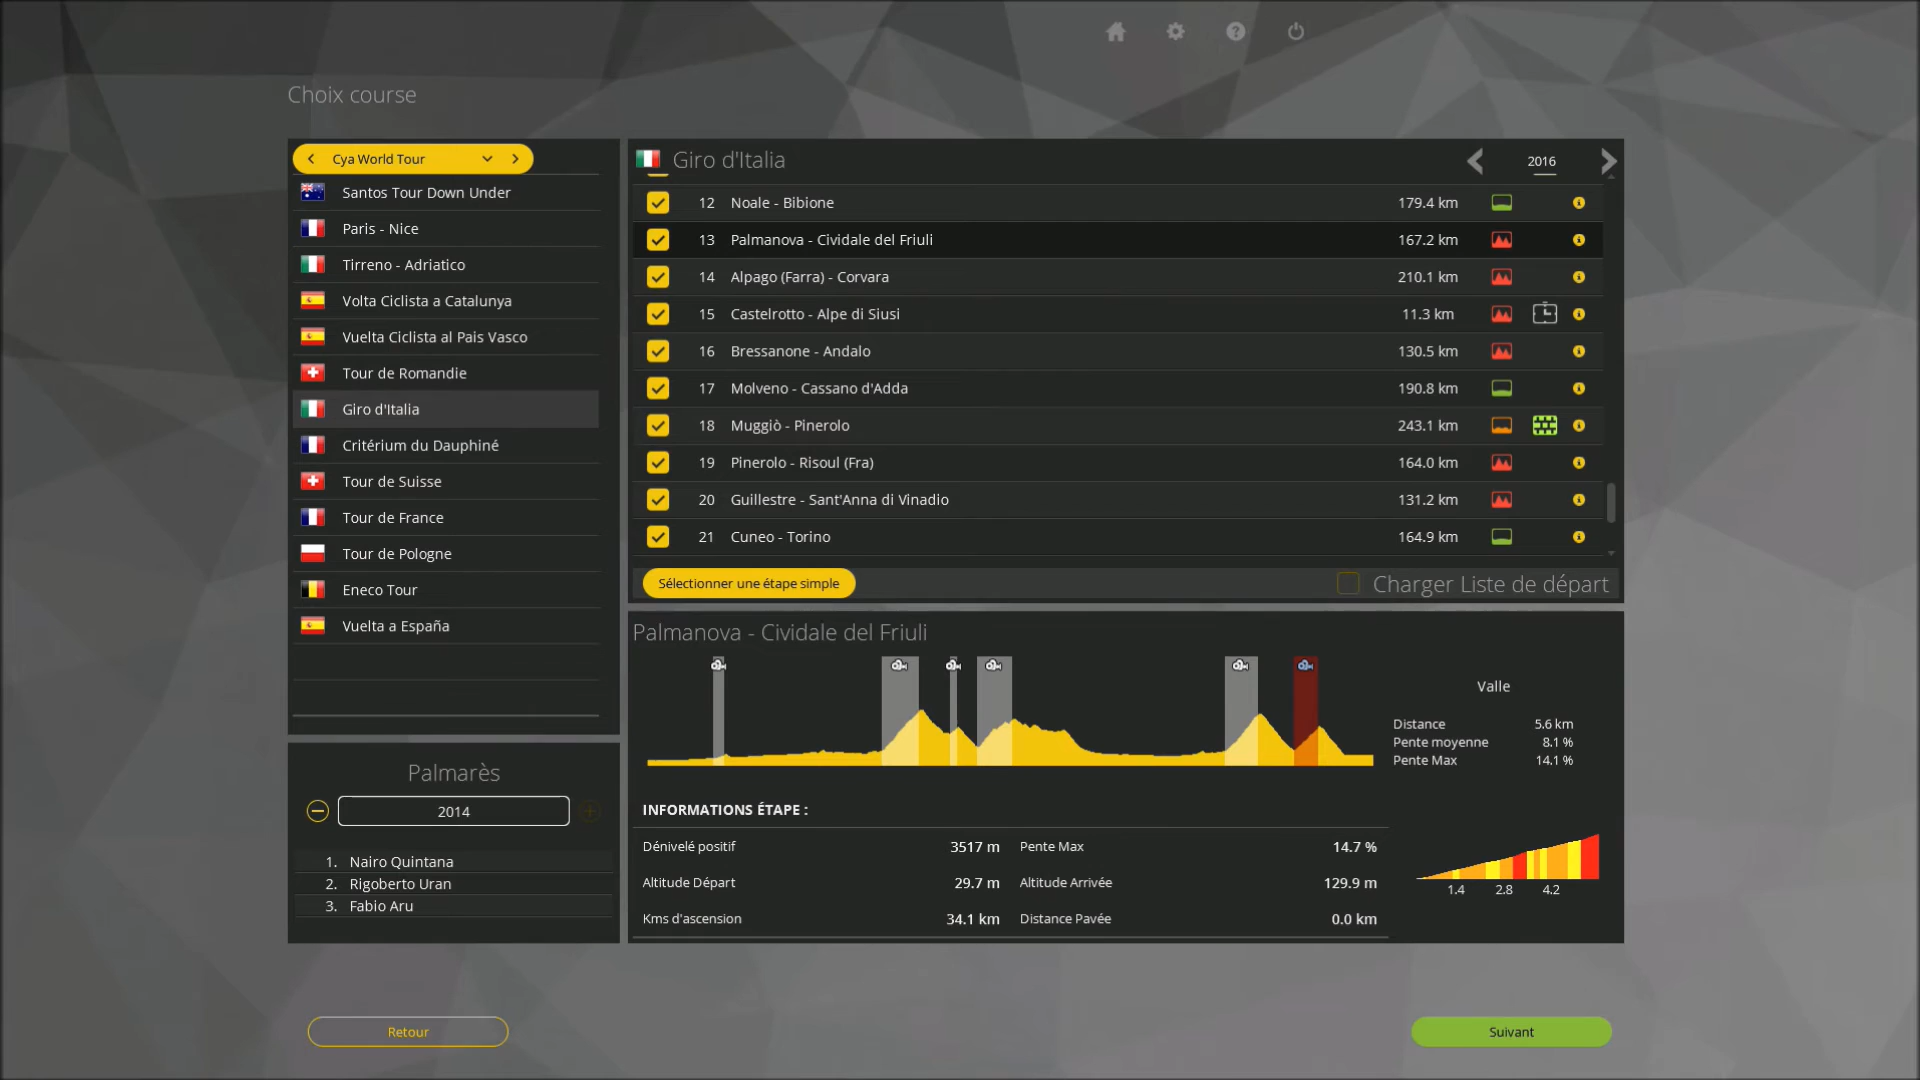 Choix course
Cya World Tour
Santos Tour Down Under
Paris - Nice
Tirreno - Adriatico
Volta Ciclista a Catalunya
Vuelta Ciclista al Pais Vasco
Tour de Romandie
Giro d'Italia
Critérium du Dauphiné
Tour de Suisse
Tour de France
Tour de Pologne
Eneco Tour
Vuelta a España
Palmarès
2014
1. Nairo Quintana
2. Rigoberto Uran
3. Fabio Aru
Giro d'Italia 2016
12 Noale - Bibione 179.4 km
13 Palmanova - Cividale del Friuli 167.2 km
14 Alpago (Farra) - Corvara 210.1 km
15 Castelrotto - Alpe di Siusi 11.3 km
16 Bressanone - Andalo 130.5 km
17 Molveno - Cassano d'Adda 190.8 km
18 Muggiò - Pinerolo 243.1 km
19 Pinerolo - Risoul (Fra) 164.0 km
20 Guillestre - Sant'Anna di Vinadio 131.2 km
21 Cuneo - Torino 164.9 km
Sélectionner une étape simple Charger Liste de départ
Palmanova - Cividale del Friuli
Valle
Distance 5.6 km
Pente moyenne 8.1 %
Pente Max 14.1 %
INFORMATIONS ÉTAPE :
Dénivelé positif 3517 m Pente Max 14.7 %
Altitude Départ 29.7 m Altitude Arrivée 129.9 m
Kms d'ascension 34.1 km Distance Pavée 0.0 km
1.4 2.8 4.2
Retour Suivant